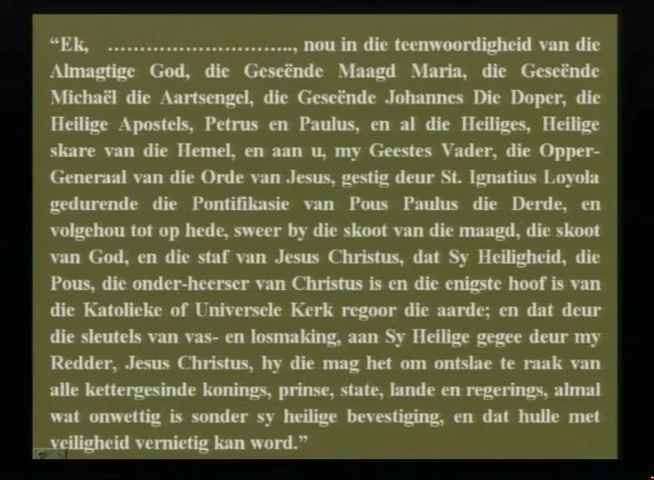 “Ek, ……………………….., nou in die teenwoordigheid van die
Almagtige God, die Geseënde Maagd Maria, die Geseënde
Michaël die Aartsengel, die Geseënde Johannes Die Doper, die
Heilige Apostels, Petrus en Paulus, en al die Heiliges, Heilige
skare van die Hemel, en aan u, my Geestes Vader, die Opper-
Generaal van die Orde van Jesus, gestig deur St. Ignatius Loyola
gedurende die Pontifikasie van Pous Paulus die Derde, en
volgehou tot op hede, sweer by die skoot van die maagd, die skoot
van God, en die staf van Jesus Christus, dat Sy Heiligheid, die
Pous, die onder-heerser van Christus is en die enigste hoof is van
die Katolieke of Universele Kerk regoor die aarde; en dat deur
die sleutels van vas- en losmaking, aan Sy Heilige gegee deur my
Redder, Jesus Christus, hy die mag het om ontslae te raak van
alle kettergesinde konings, prinse, state, lande en regerings, almal
wat onwettig is sonder sy heilige bevestiging, en dat hulle met
veiligheid vernietig kan word.”